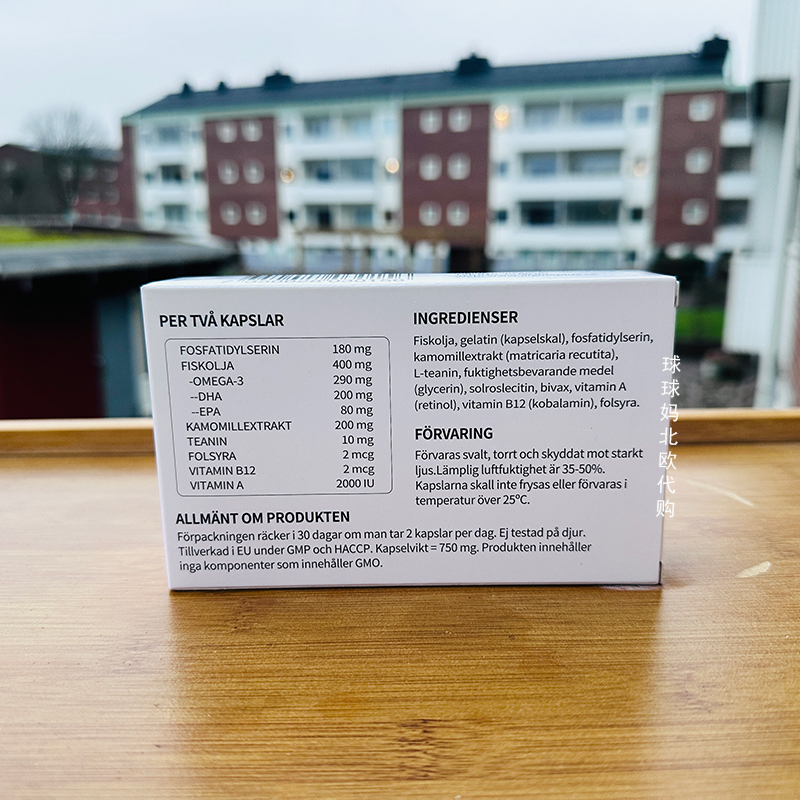 PER TVÅ KAPSLAR
FOSFATIDYLSERIN 180 mg
FISKOLJA 400 mg
-OMEGA-3 290 mg
--DHA 200 mg
--EPA 80 mg
KAMOMILLEXTRAKT 200 mg
TEANIN 10 mg
FOLSYRA 2 mcg
VITAMIN B12 2 mcg
VITAMIN A 2000 IU
INGREDIENSER
Fiskolja, gelatin (kapselskal), fosfatidylserin,
kamomillextrakt (matricaria recutita),
L-teanin, fuktighetsbevarande medel
(glycerin), solroslecitin, bivax, vitamin A
(retinol), vitamin B12 (kobalamin), folsyra.
FÖRVARING
Förvaras svalt, torrt och skyddat mot starkt
ljus.Lämplig luftfuktighet är 35-50%.
Kapslarna skall inte frysas eller förvaras i
temperatur över 25ºC.
ALLMÄNT OM PRODUKTEN
Förpackningen räcker i 30 dagar om man tar 2 kapslar per dag. Ej testad på djur.
Tillverkad i EU under GMP och HACCP. Kapselvikt = 750 mg. Produkten innehåller
inga komponenter som innehåller GMO.
球球妈北欧代购